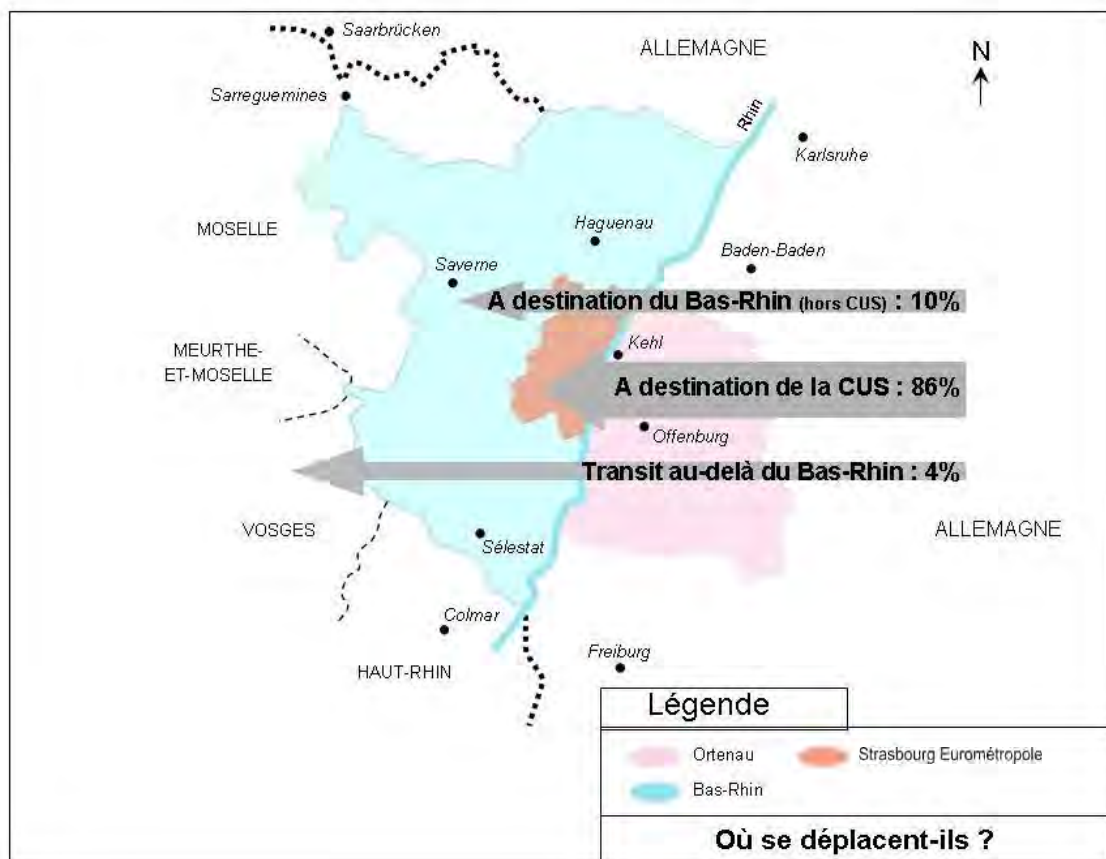 Saarbrücken
ALLEMAGNE
N
Sarreguemines
Rhin
Karlsruhe
MOSELLE
Haguenau
Baden-Baden
Saverne
A destination du Bas-Rhin (hors CUS) : 10%
MEURTHE-
ET-MOSELLE
Kehl
A destination de la CUS : 86%
Offenburg
Transit au-delà du Bas-Rhin : 4%
VOSGES
ALLEMAGNE
Sélestat
Colmar
HAUT-RHIN
Freiburg
Légende
Ortenau
Strasbourg Eurométropole
Bas-Rhin
Où se déplacent-ils ?